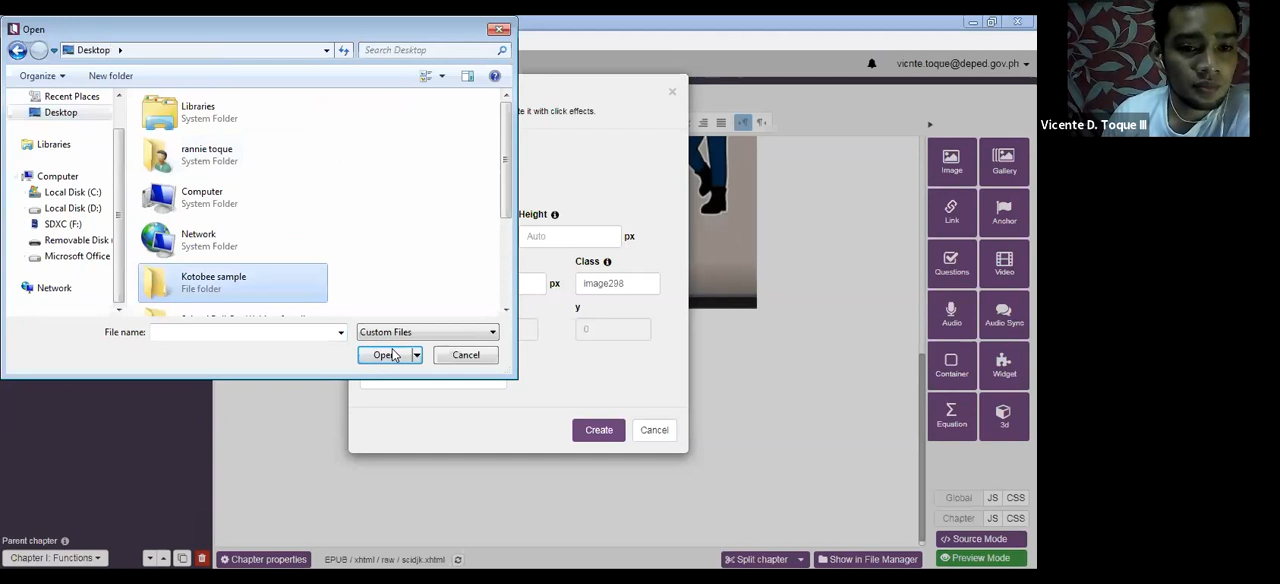 Open
Desktop
Search Desktop
Organize
New folder
Recent Places
Desktop
Libraries
Computer
Local Disk (C:)
Local Disk (D:)
SDXC (F:)
Removable Disk
Microsoft Office
Network
Libraries
System Folder
rannie toque
System Folder
Computer
System Folder
Network
System Folder
Kotobee sample
File folder
File name:
Custom Files
Open
Cancel
vicnte.toque@deped.gov.ph
te it with click effects.
Height
Auto
px
px
Class
Image298
y
0
Create
Cancel
Image
Gallery
Link
Anchor
Questions
Video
Audio
Audio Sync
Container
Widget
Equation
3d
Global
JS
CSS
Chapter
JS
CSS
Source Mode
Preview Mode
Parent chapter
Chapter I: Functions
Chapter properties
EPUB / xhtml / raw / scidjk.xhtml
Split chapter
Show in File Manager
Vicente D. Toque III